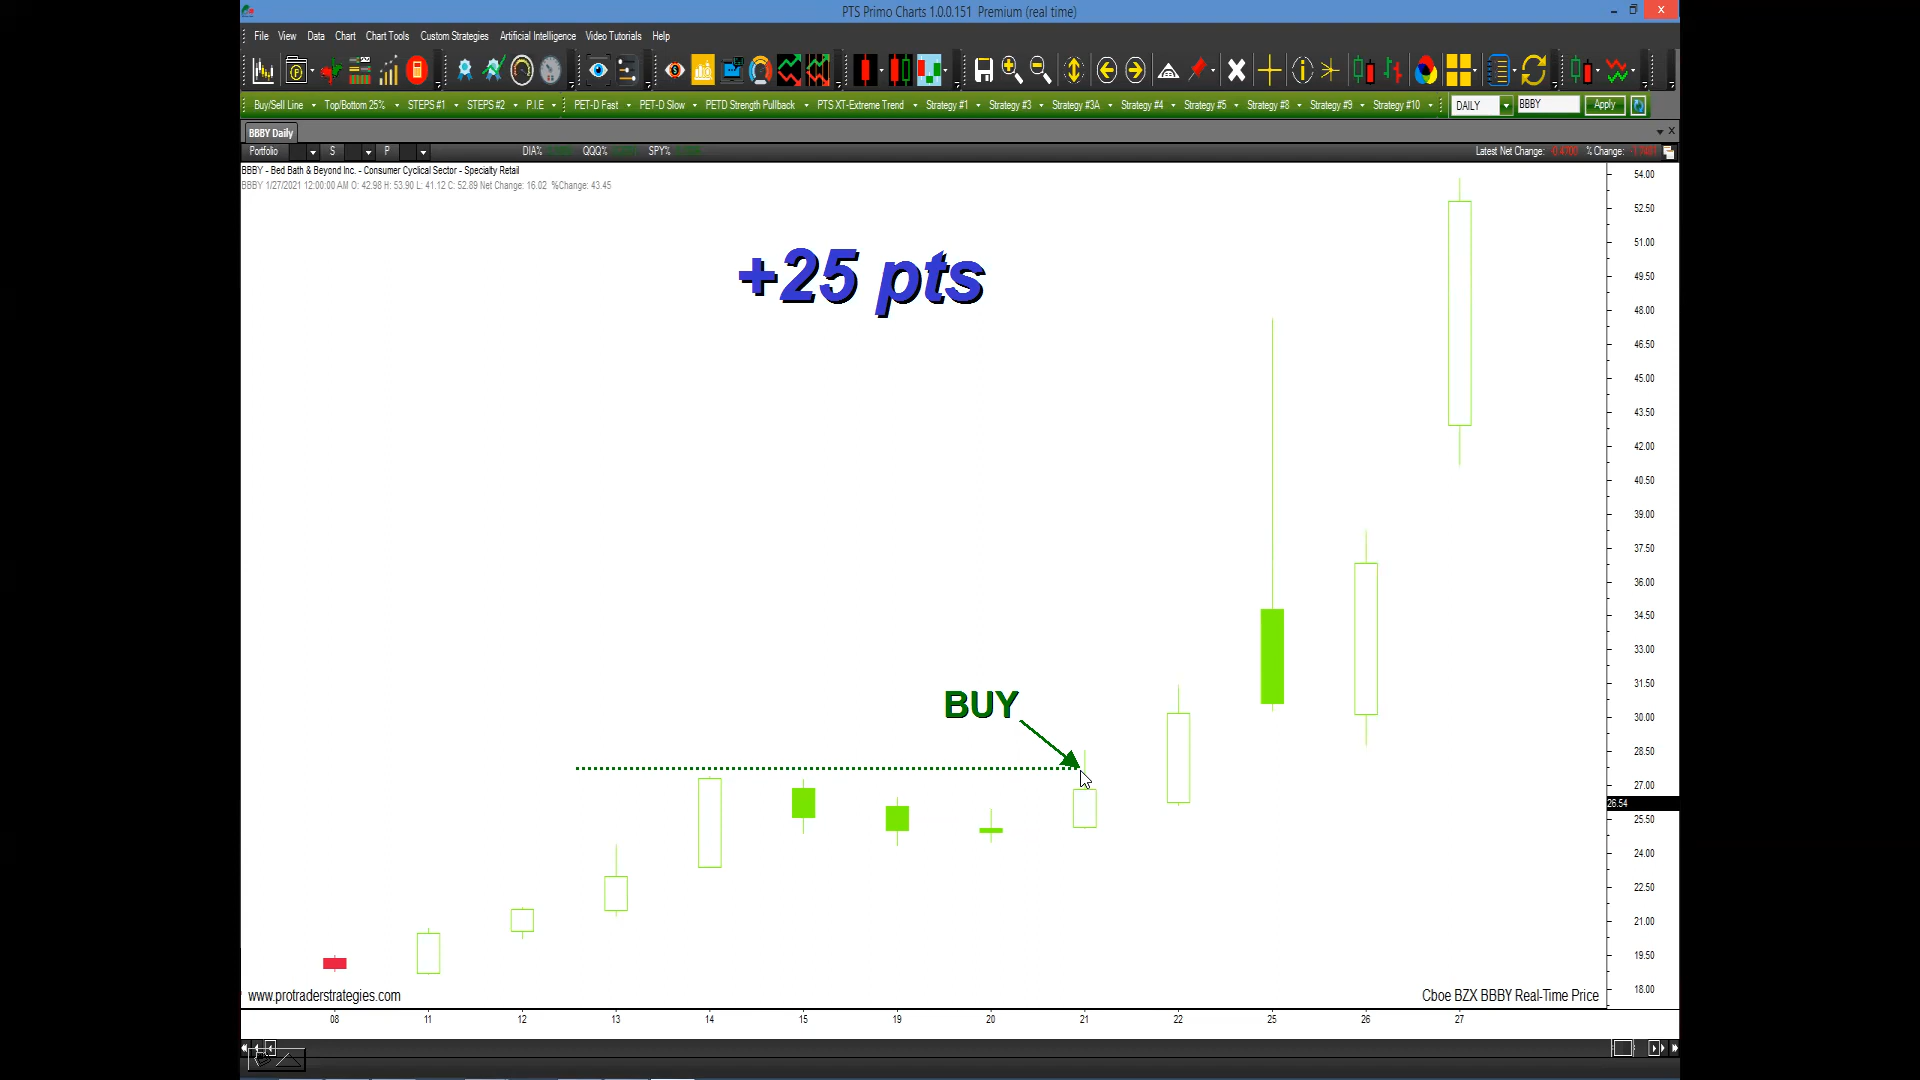 PTS Primo Charts 1.0.0.151 Premium (real time)
File View Data Chart Chart Tools Custom Strategies Artificial Intelligence Video Tutorials Help
Buy/Sell Line Top/Bottom 25% STEPS #1 STEPS #2 P.I.E PET-D Fast PET-D Slow PETD Strength Pullback PTS XT-Extreme Trend Strategy #1 Strategy #3 Strategy #3A Strategy #4 Strategy #5 Strategy #8 Strategy #9 Strategy #10 DAILY BBBY Apply
BBBY Daily
Portfolio S P DIA% QQQ% SPY% Latest Net Change: % Change:
BBBY - Bed Bath & Beyond Inc. - Consumer Cyclical Sector - Specialty Retail
BBBY 1/27/2021 12:00:00 AM O: 42.98 H: 53.90 L: 41.12 C: 52.89 Net Change: 16.02 %Change: 43.45
+25 pts
BUY
54.00
52.50
51.00
49.50
48.00
46.50
45.00
43.50
42.00
40.50
39.00
37.50
36.00
34.50
33.00
31.50
30.00
28.50
27.00
26.54
25.50
24.00
22.50
21.00
19.50
18.00
www.protraderstrategies.com
Cboe BZX BBBY Real-Time Price
08 11 12 13 14 15 19 20 21 22 25 26 27